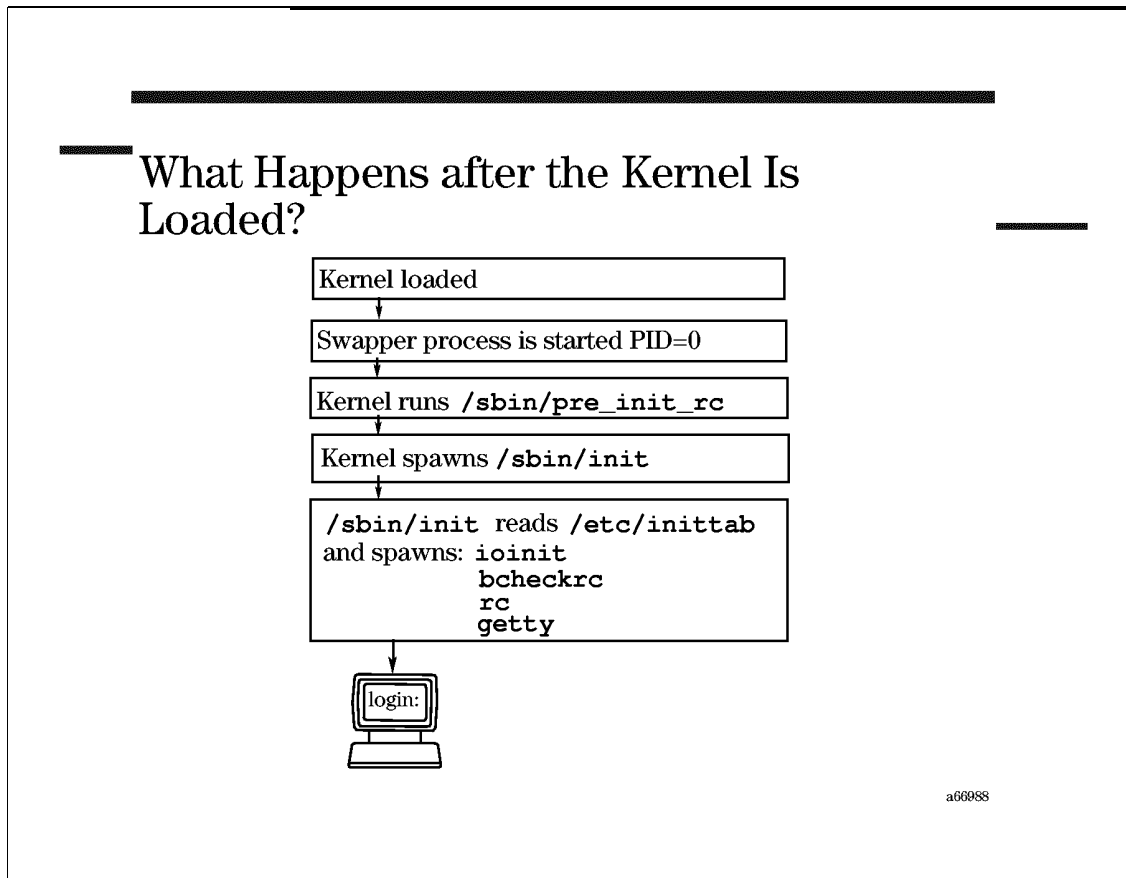 What Happens after the Kernel Is
Loaded?
Kernel loaded
Swapper process is started PID=0
Kernel runs /sbin/pre_init_rc
Kernel spawns /sbin/init
/sbin/init reads /etc/inittab
and spawns: ioinit
bcheckrc
rc
getty
login:
a66988